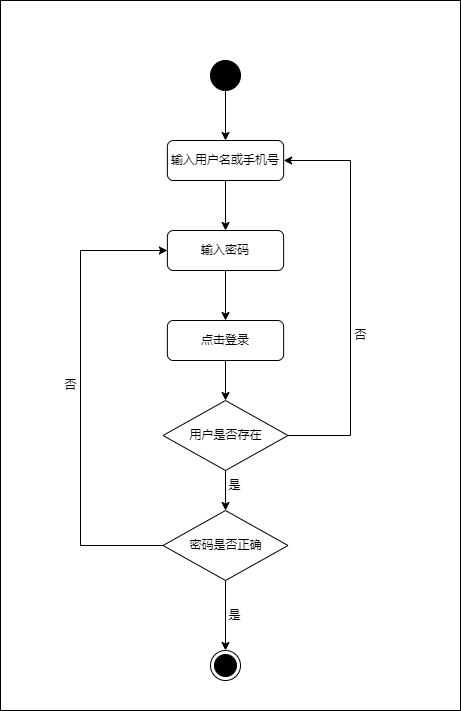 输入用户名或手机号
输入密码
点击登录
否
否
用户是否存在
是
密码是否正确
是